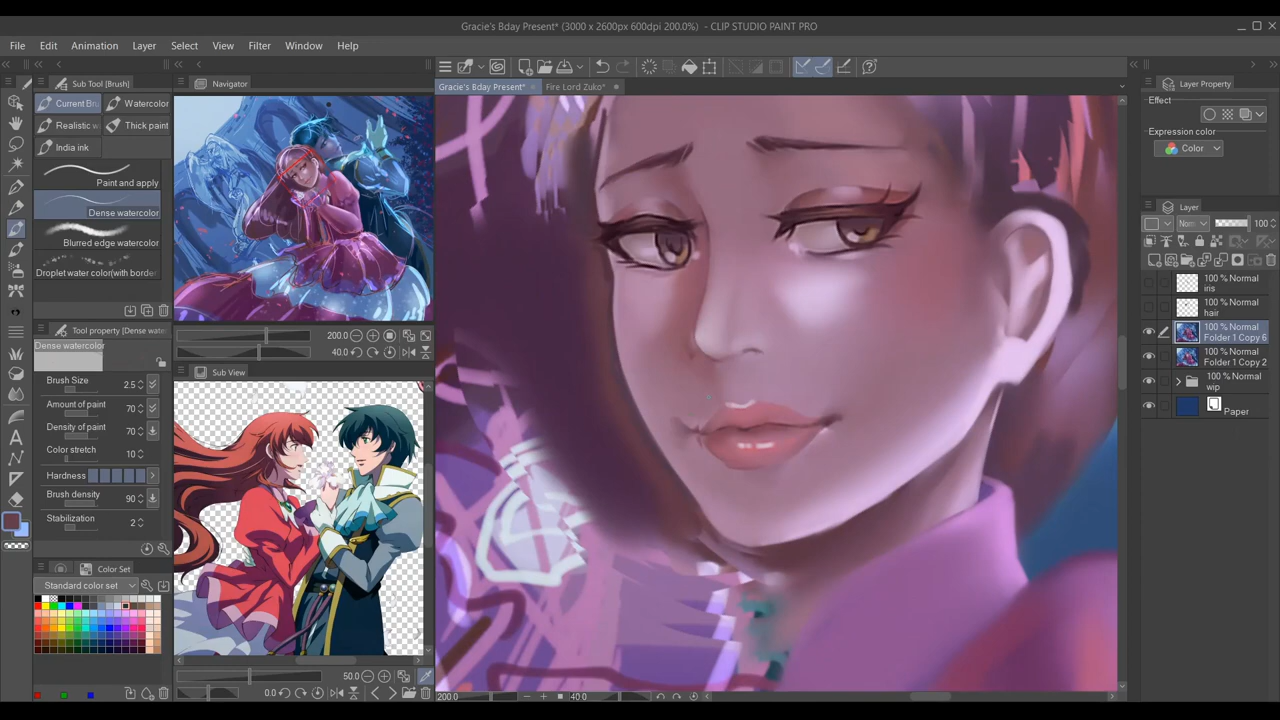 Gracie's Bday Present* (3000 x 2600px 600dpi 200.0%) - CLIP STUDIO PAINT PRO
File Edit Animation Layer Select View Filter Window Help
Sub Tool [Brush]
Navigator
Gracie's Bday Present*
Fire Lord Zuko*
Layer Property
Current Bru
Watercolor
Realistic w
Thick paint
India ink
Paint and apply
Dense watercolor
Blurred edge watercolor
Droplet water color(with border
Effect
Expression color
Color
Layer
100
100 % Normal
iris
100 % Normal
hair
100 % Normal
Folder 1 Copy 6
100 % Normal
Folder 1 Copy 2
100 % Normal
wip
Paper
Tool property [Dense water
Dense watercolor
Brush Size 2.5
Amount of paint 70
Density of paint 70
Color stretch 10
Hardness
Brush density 90
Stabilization 2
200.0
40.0
Sub View
Color Set
Standard color set
50.0
0.0
200.0
40.0